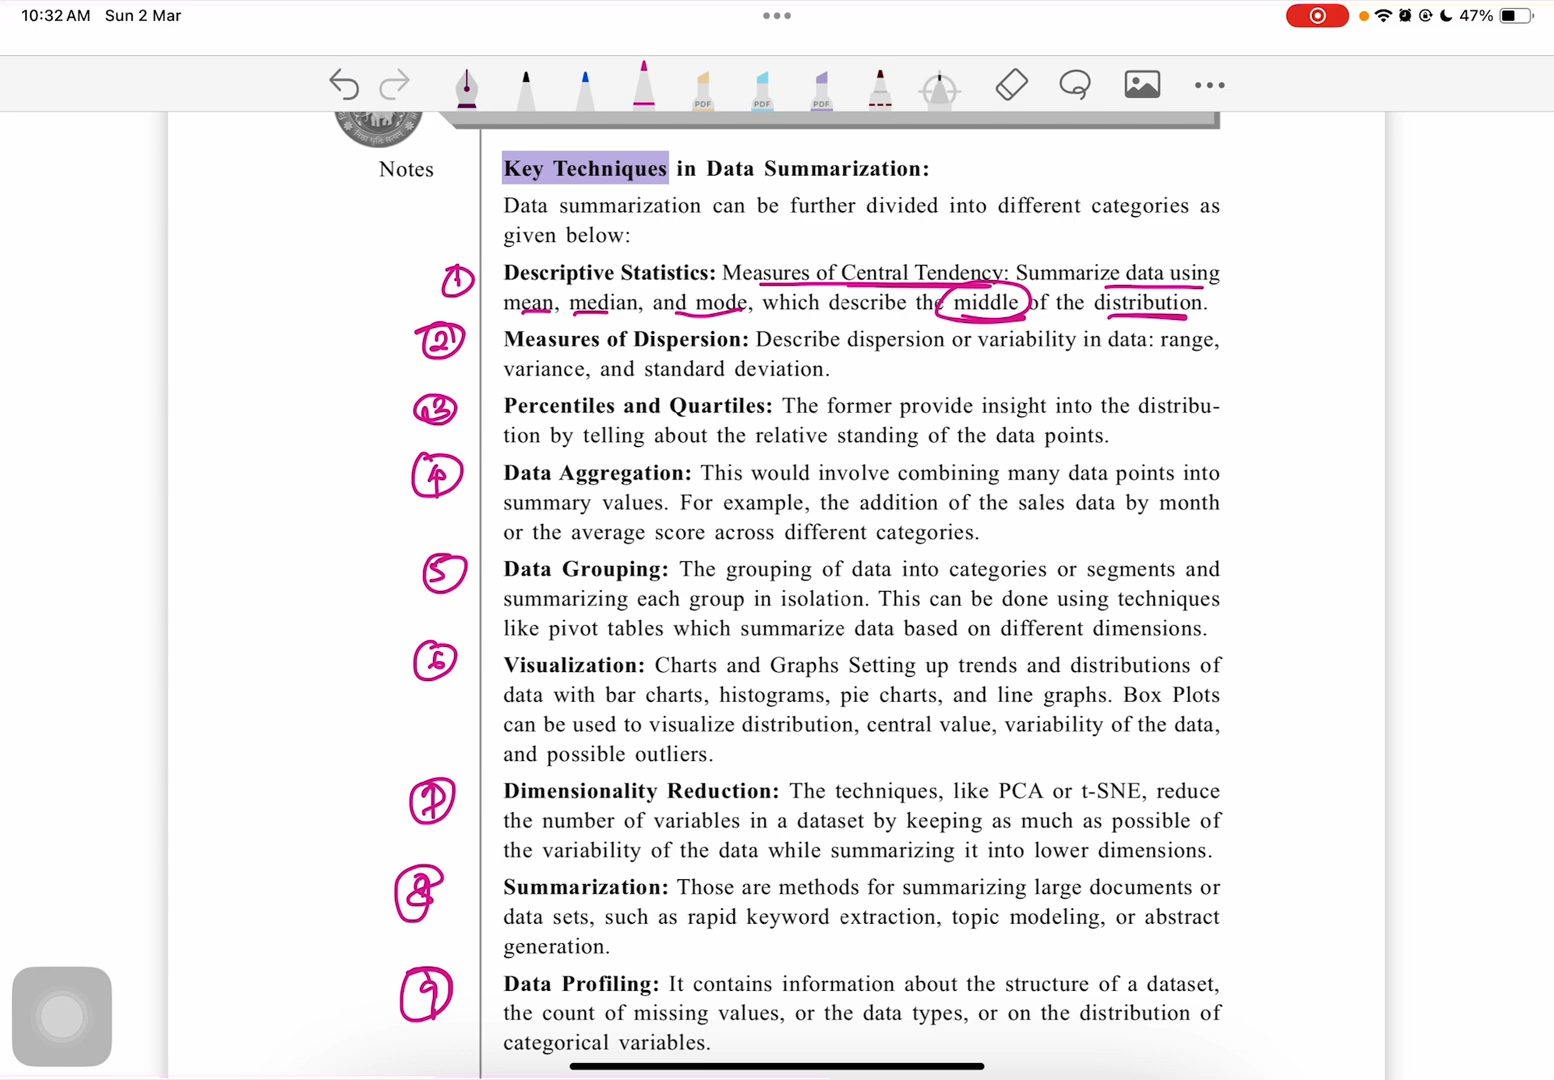 10:32 AM Sun 2 Mar
47%
PDF PDF PDF
Notes
Key Techniques in Data Summarization:
Data summarization can be further divided into different categories as
given below:
1
Descriptive Statistics: Measures of Central Tendency: Summarize data using
mean, median, and mode, which describe the middle of the distribution.
2
Measures of Dispersion: Describe dispersion or variability in data: range,
variance, and standard deviation.
3
Percentiles and Quartiles: The former provide insight into the distribu-
tion by telling about the relative standing of the data points.
4
Data Aggregation: This would involve combining many data points into
summary values. For example, the addition of the sales data by month
or the average score across different categories.
5
Data Grouping: The grouping of data into categories or segments and
summarizing each group in isolation. This can be done using techniques
like pivot tables which summarize data based on different dimensions.
6
Visualization: Charts and Graphs Setting up trends and distributions of
data with bar charts, histograms, pie charts, and line graphs. Box Plots
can be used to visualize distribution, central value, variability of the data,
and possible outliers.
7
Dimensionality Reduction: The techniques, like PCA or t-SNE, reduce
the number of variables in a dataset by keeping as much as possible of
the variability of the data while summarizing it into lower dimensions.
8
Summarization: Those are methods for summarizing large documents or
data sets, such as rapid keyword extraction, topic modeling, or abstract
generation.
9
Data Profiling: It contains information about the structure of a dataset,
the count of missing values, or the data types, or on the distribution of
categorical variables.